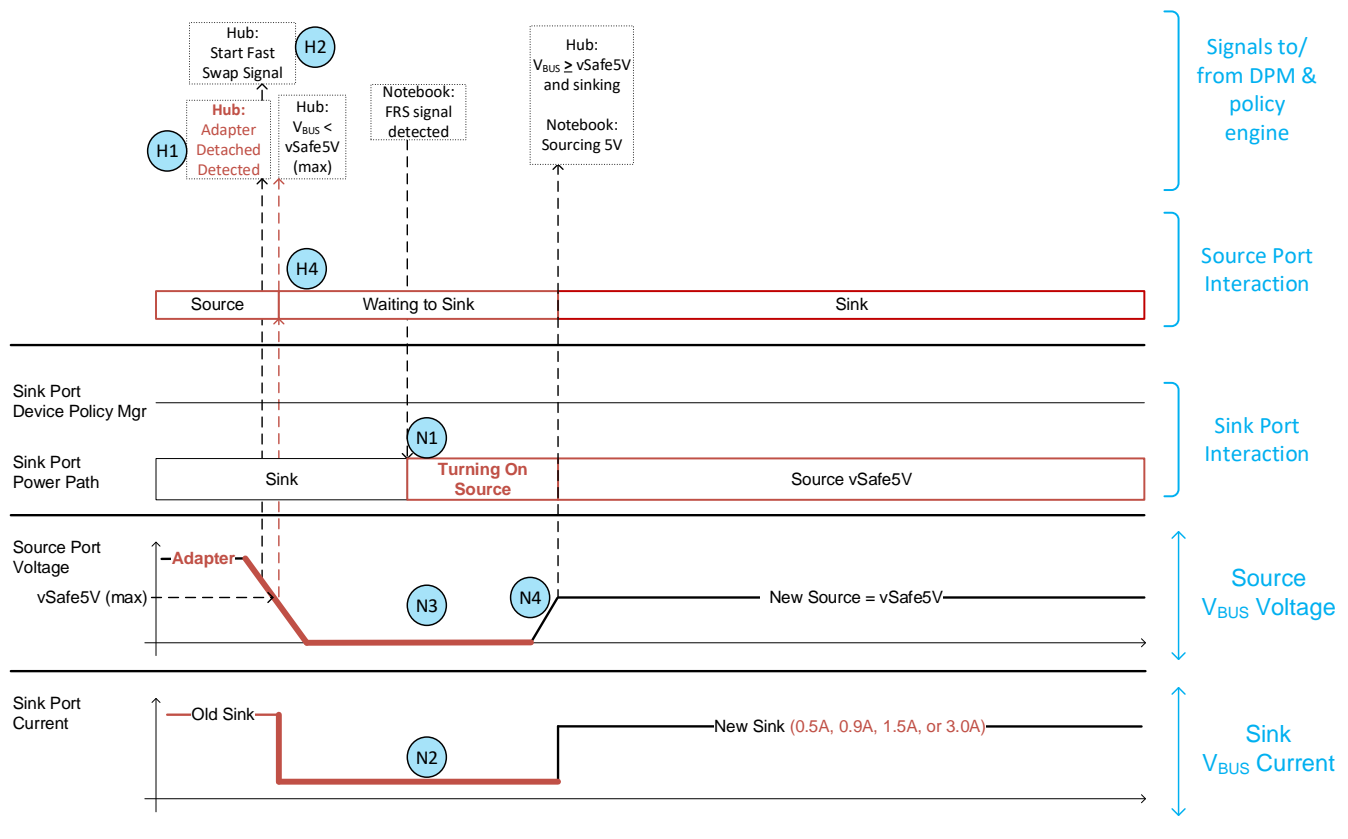 Hub:
Start Fast
Swap Signal
H2
Hub:
V_BUS ≥ vSafe5V
and sinking
Notebook:
Sourcing 5V
Signals to/
from DPM &
policy
engine
Notebook:
FRS signal
detected
H1
Hub:
Adapter
Detached
Detected
Hub:
V_BUS <
vSafe5V
(max)
H4
Source Port
Interaction
Source
Waiting to Sink
Sink
Sink Port
Device Policy Mgr
N1
Sink Port
Interaction
Sink Port
Power Path
Sink
Turning On
Source
Source vSafe5V
Source Port
Voltage
Adapter
vSafe5V (max)
N3
N4
New Source = vSafe5V
Source
V_BUS Voltage
Sink Port
Current
Old Sink
N2
New Sink (0.5A, 0.9A, 1.5A, or 3.0A)
Sink
V_BUS Current